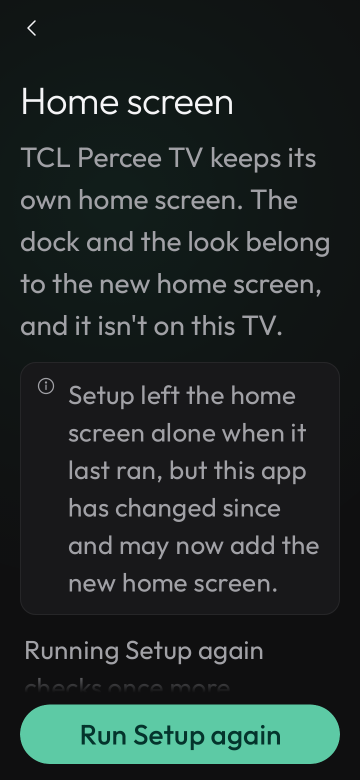 Home screen
TCL Percee TV keeps its
own home screen. The
dock and the look belong
to the new home screen,
and it isn't on this TV.
Setup left the home
screen alone when it
last ran, but this app
has changed since
and may now add the
new home screen.
Running Setup again
checks once more
Run Setup again